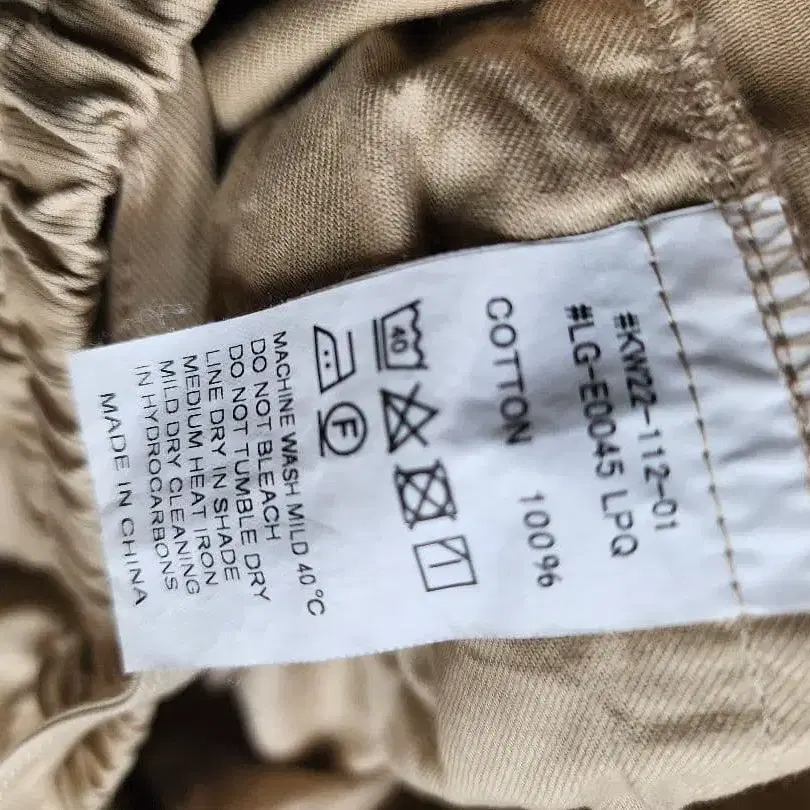 #KW22-112-01
#LG-E0045 LPQ
COTTON 100%
40
F
MACHINE WASH MILD 40°C
DO NOT BLEACH
DO NOT TUMBLE DRY
LINE DRY IN SHADE
MEDIUM HEAT IRON
MILD DRY CLEANING
IN HYDROCARBONS
MADE IN CHINA